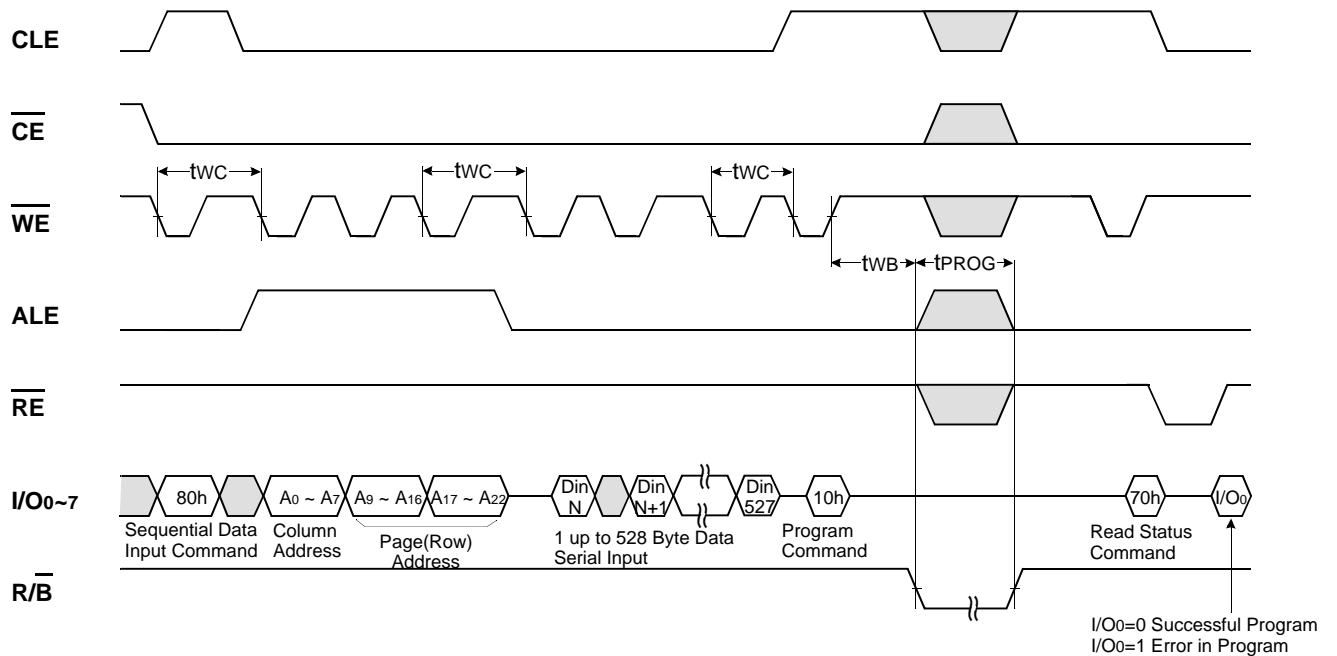 CLE
CE
tWC tWC tWC
WE
tWB tPROG
ALE
RE
I/O0~7 80h A0 ~ A7 A9 ~ A16 A17 ~ A22 Din N Din N+1 Din 527 10h 70h I/O0
Sequential Data Input Command
Column Address
Page(Row) Address
1 up to 528 Byte Data Serial Input
Program Command
Read Status Command
R/B
I/O0=0 Successful Program
I/O0=1 Error in Program